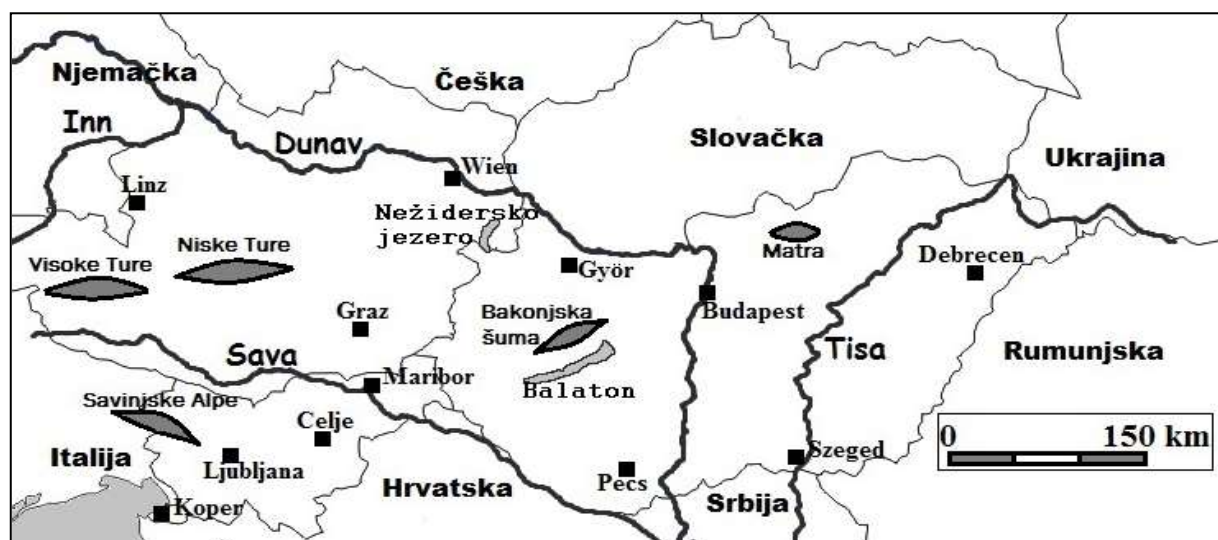 Njemačka
Češka
Inn
Dunav
Slovačka
Wien
Ukrajina
Linz
Nežidersko
jezero
Niske Ture
Matra
Visoke Ture
Györ
Debrecen
Graz
Bakonjska
šuma
Budapest
Sava
Tisa
Rumunjska
Maribor
Balaton
Savinjske Alpe
Celje
0 150 km
Italija
Ljubljana
Szeged
Hrvatska
Pecs
Srbija
Koper